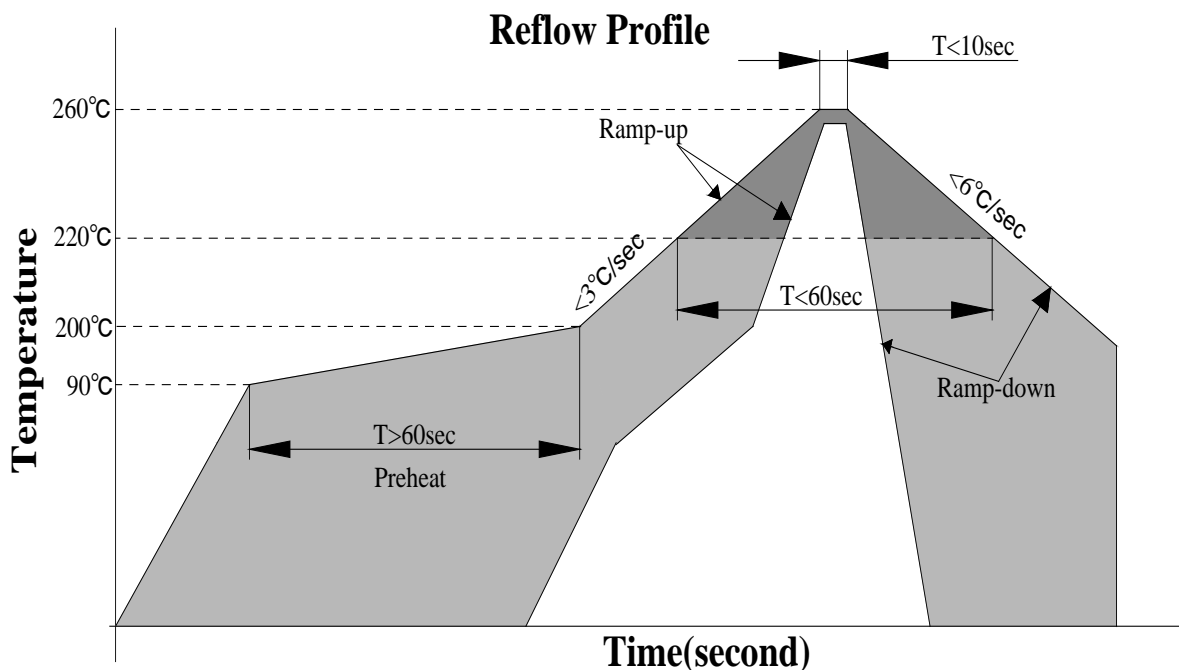 Reflow Profile
T<10sec
260℃
Ramp-up
<6℃/sec
220℃
<3℃/sec
T<60sec
200℃
90℃
Ramp-down
T>60sec
Preheat
Temperature
Time(second)